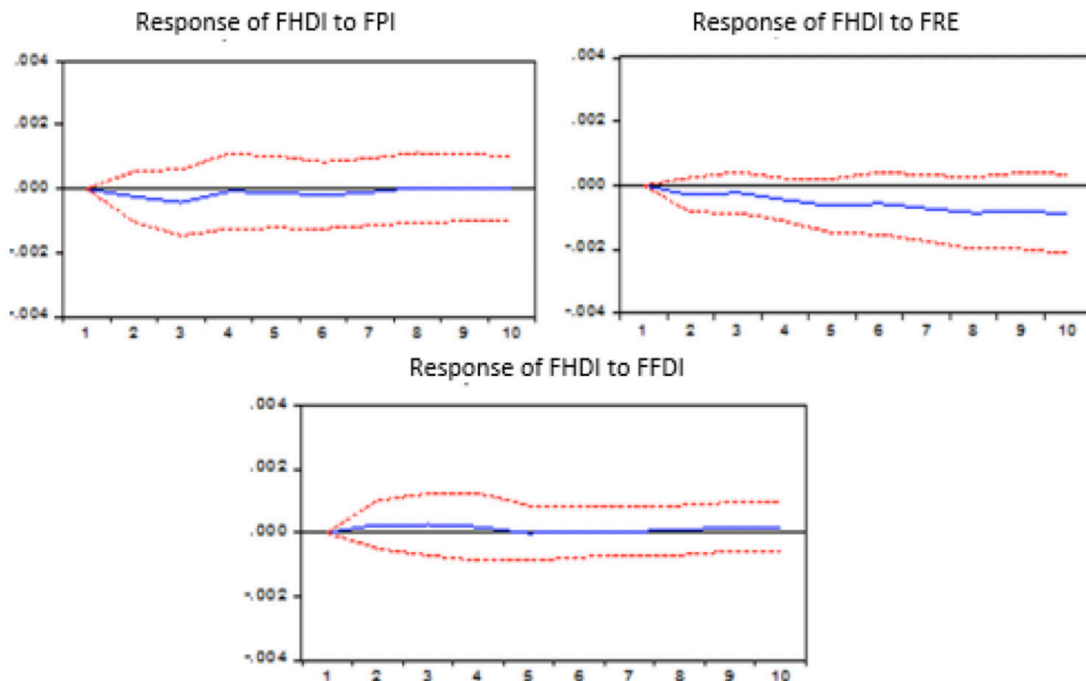 Response of FHDI to FPI
.004
.002
.000
-.002
-.004
1 2 3 4 5 6 7 8 9 10
Response of FHDI to FRE
.004
.002
.000
-.002
-.004
1 2 3 4 5 6 7 8 9 10
Response of FHDI to FFDI
.004
.002
.000
-.002
-.004
1 2 3 4 5 6 7 8 9 10